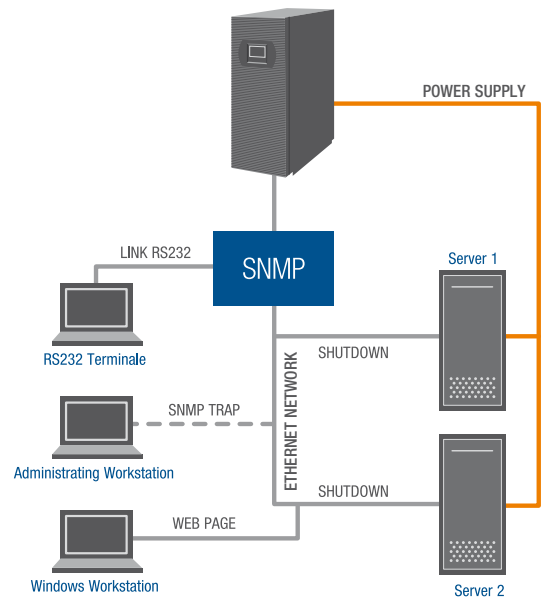 POWER SUPPLY
LINK RS232
SNMP
Server 1
RS232 Terminale
SHUTDOWN
ETHERNET NETWORK
SNMP TRAP
Administrating Workstation
SHUTDOWN
WEB PAGE
Windows Workstation
Server 2